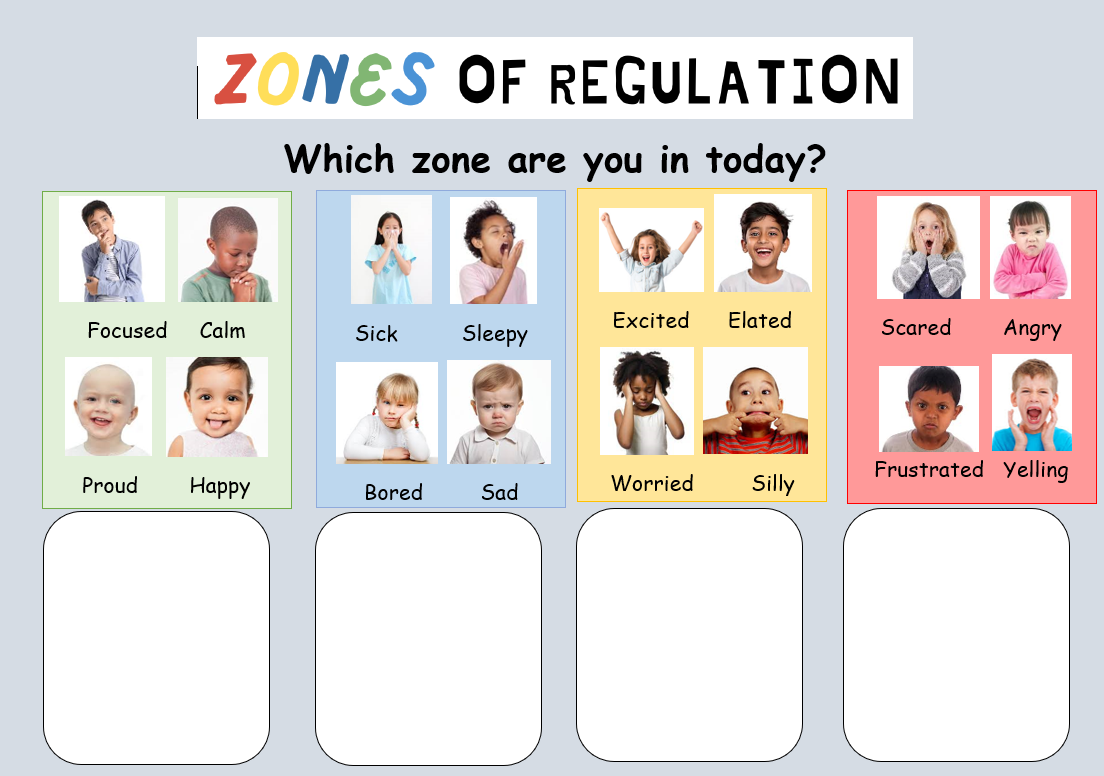 ZONES OF REGULATION
Which zone are you in today?
Focused Calm
Proud Happy
Sick Sleepy
Bored Sad
Excited Elated
Worried Silly
Scared Angry
Frustrated Yelling